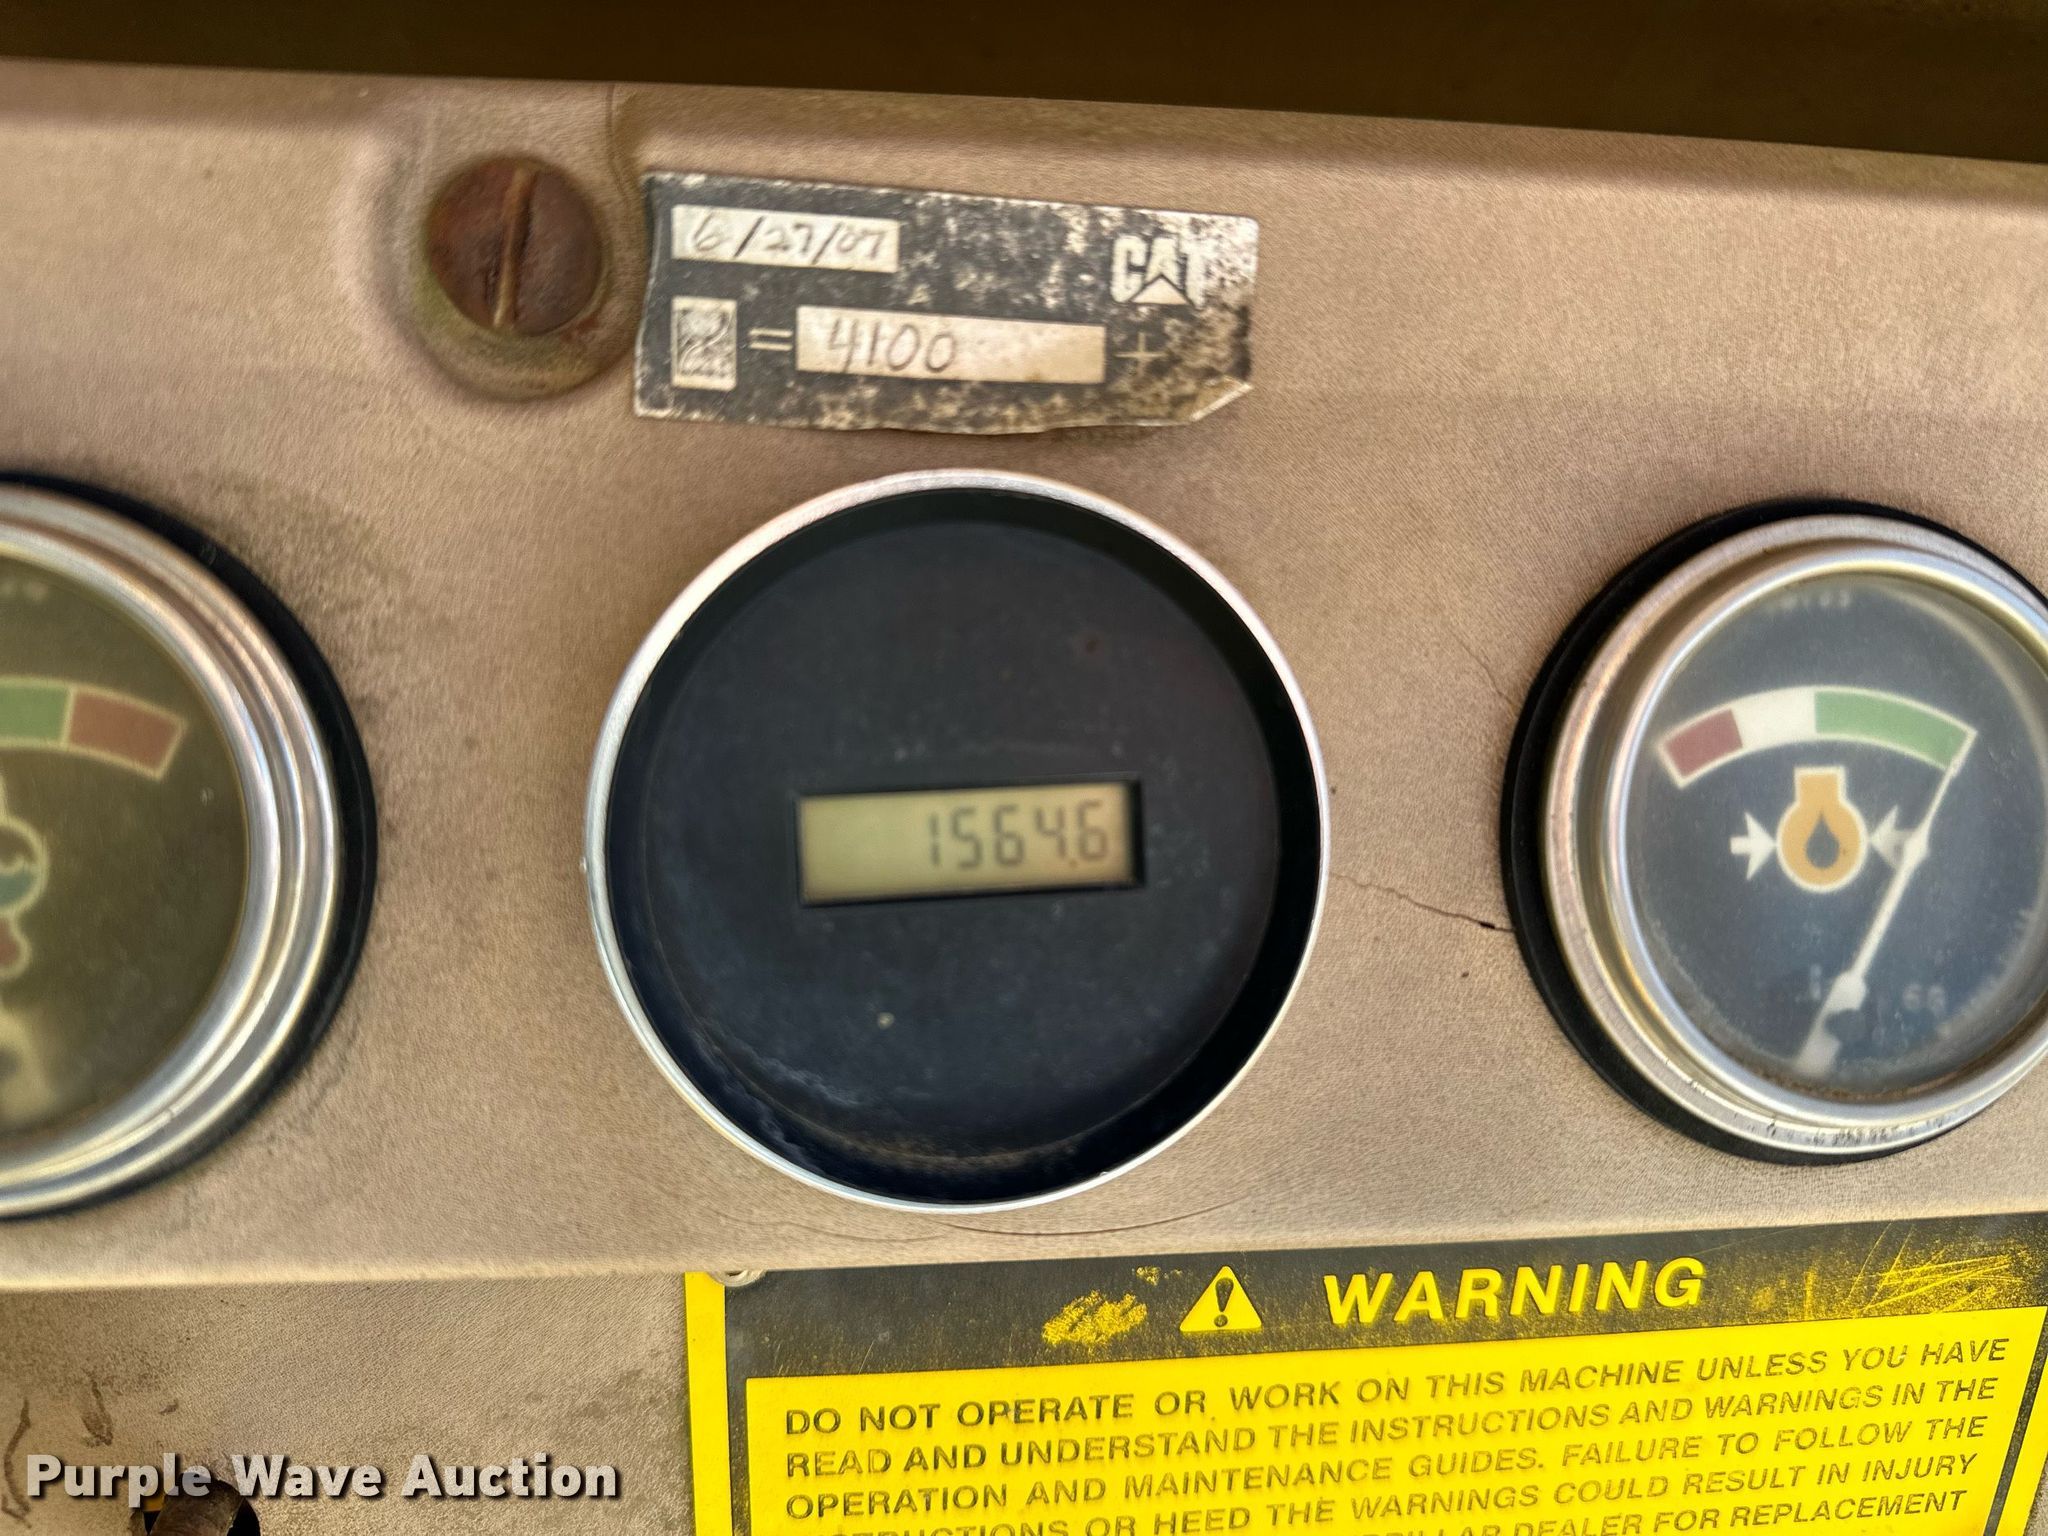 6/27/07
CAT
= 4100 +
1564.6
WARNING
DO NOT OPERATE OR WORK ON THIS MACHINE UNLESS YOU HAVE
READ AND UNDERSTAND THE INSTRUCTIONS AND WARNINGS IN THE
OPERATION AND MAINTENANCE GUIDES. FAILURE TO FOLLOW THE
OR HEED THE WARNINGS COULD RESULT IN INJURY
DEALER FOR REPLACEMENT
Purple Wave Auction